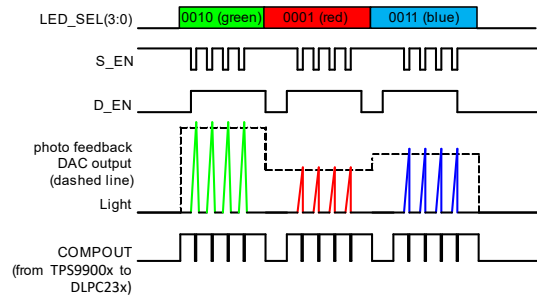 LED_SEL(3:0)
0010 (green)
0001 (red)
0011 (blue)
S_EN
D_EN
photo feedback
DAC output
(dashed line)
Light
COMPOUT
(from TPS9900x to
DLPC23x)